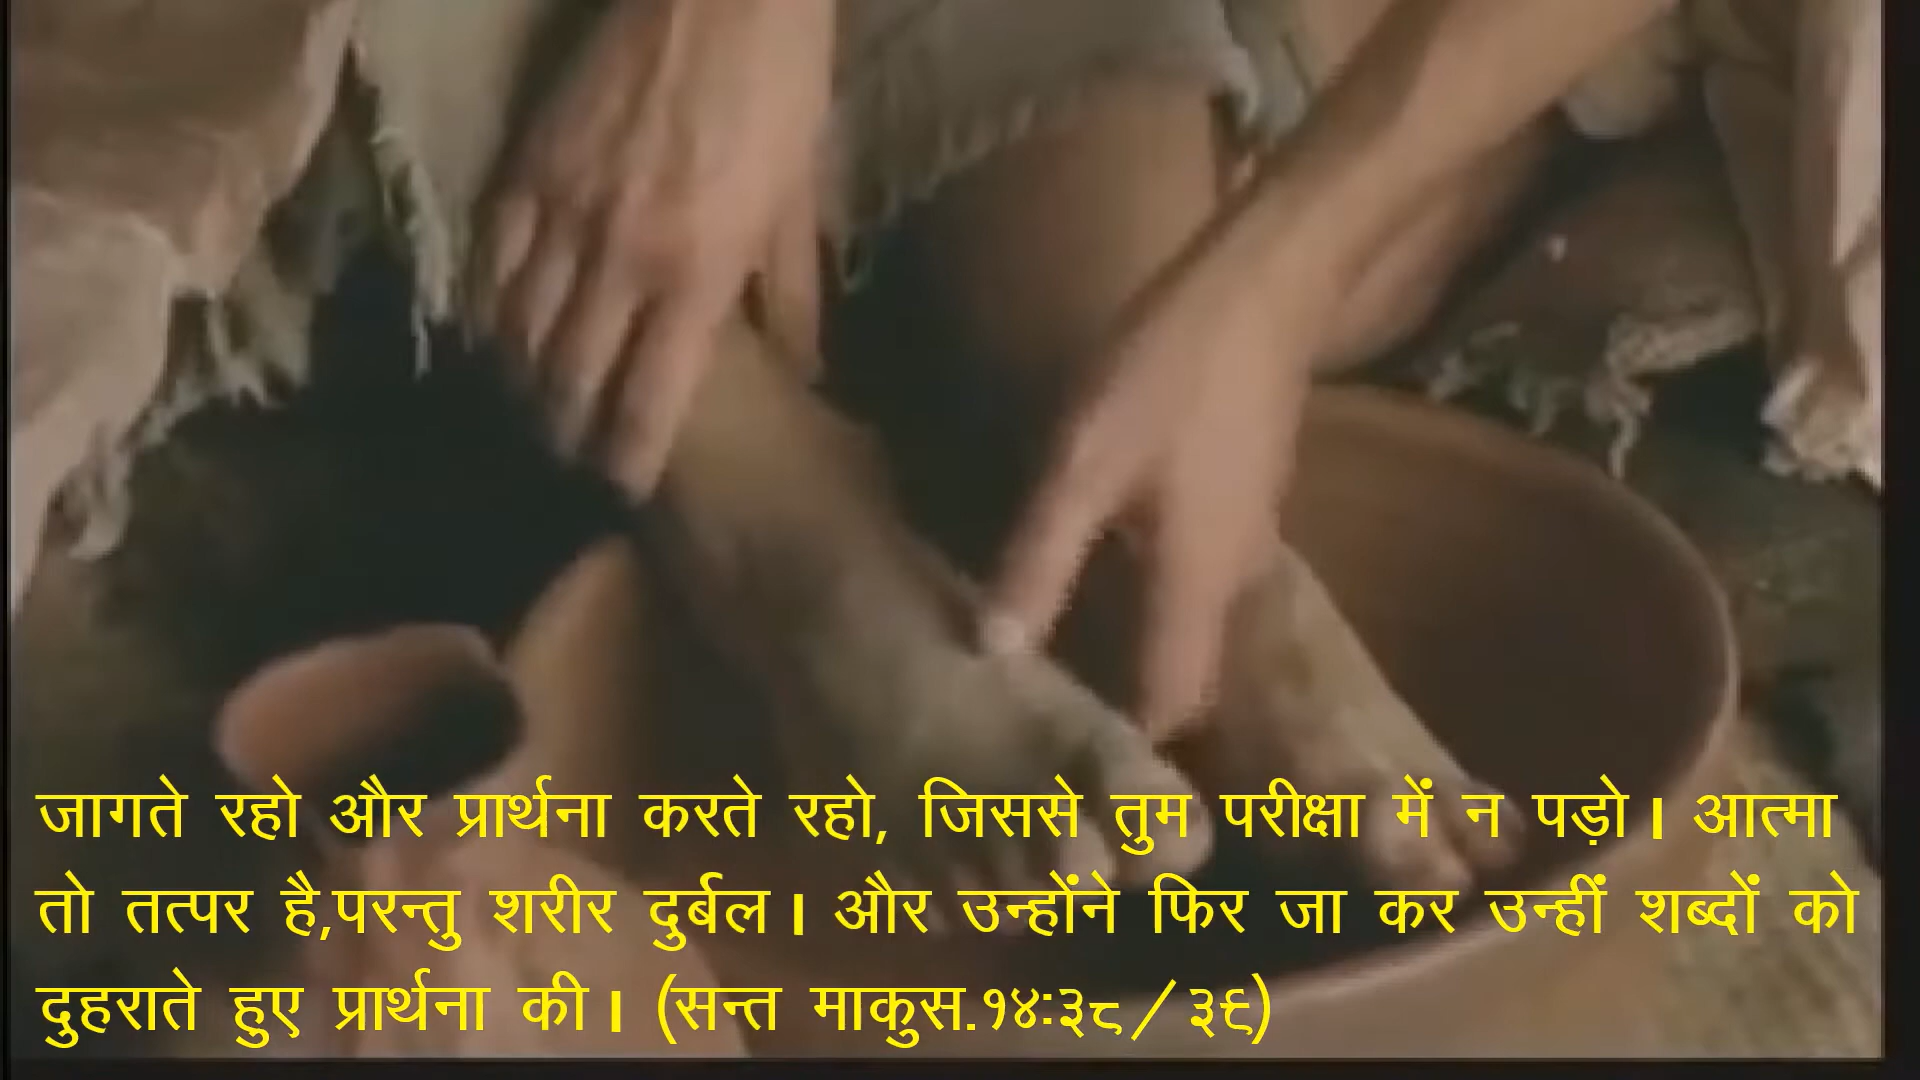 जागते रहो और प्रार्थना करते रहो, जिससे तुम परीक्षा में न पड़ो। आत्मा
तो तत्पर है,परन्तु शरीर दुर्बल। और उन्होंने फिर जा कर उन्हीं शब्दों को
दुहराते हुए प्रार्थना की। (सन्त माकुस.१४:३८/३९)